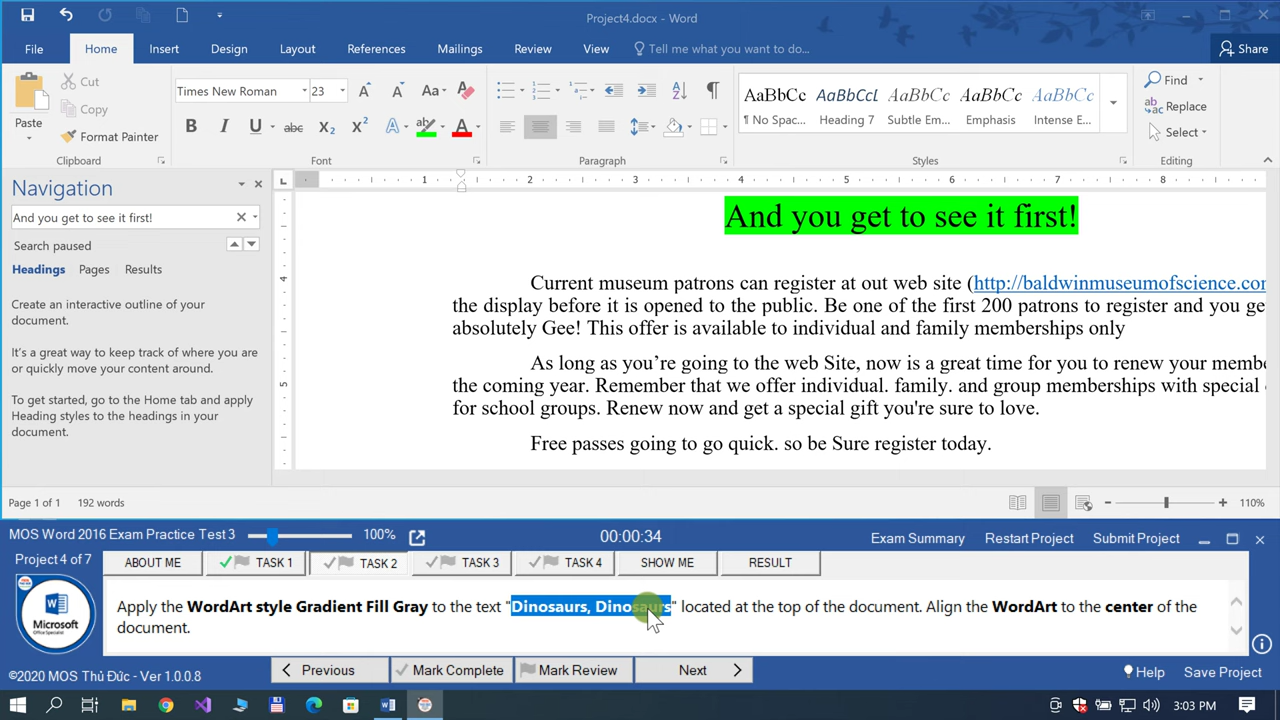 Project4.docx - Word
File Home Insert Design Layout References Mailings Review View Tell me what you want to do... Share
Paste
Cut
Copy
Format Painter
Clipboard
Times New Roman 23
Font
Paragraph
AaBbCc AaBbCcI AaBbCc AaBbCc AaBbCc
¶ No Spac... Heading 7 Subtle Em... Emphasis Intense E...
Styles
Find
Replace
Select
Editing
Navigation
And you get to see it first!
Search paused
Headings Pages Results
Create an interactive outline of your
document.
It's a great way to keep track of where you are
or quickly move your content around.
To get started, go to the Home tab and apply
Heading styles to the headings in your
document.
1 2 3 4 5 6 7 8
4
5
And you get to see it first!
Current museum patrons can register at out web site (http://baldwinmuseumofscience.cor
the display before it is opened to the public. Be one of the first 200 patrons to register and you ge
absolutely Gee! This offer is available to individual and family memberships only
As long as you're going to the web Site, now is a great time for you to renew your membe
the coming year. Remember that we offer individual. family. and group memberships with special
for school groups. Renew now and get a special gift you're sure to love.
Free passes going to go quick. so be Sure register today.
Page 1 of 1 192 words 110%
MOS Word 2016 Exam Practice Test 3 100% 00:00:34 Exam Summary Restart Project Submit Project
Project 4 of 7 ABOUT ME TASK 1 TASK 2 TASK 3 TASK 4 SHOW ME RESULT
Microsoft
Office Specialist
Apply the WordArt style Gradient Fill Gray to the text "Dinosaurs, Dinosaurs" located at the top of the document. Align the WordArt to the center of the
document.
Previous Mark Complete Mark Review Next
©2020 MOS Thủ Đức - Ver 1.0.0.8 Help Save Project
3:03 PM